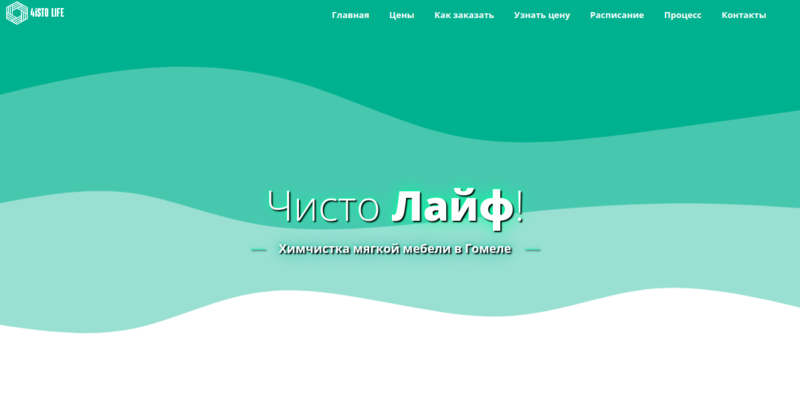 4iSTO LIFE
Главная Цены Как заказать Узнать цену Расписание Процесс Контакты
Чисто Лайф!
Химчистка мягкой мебели в Гомеле